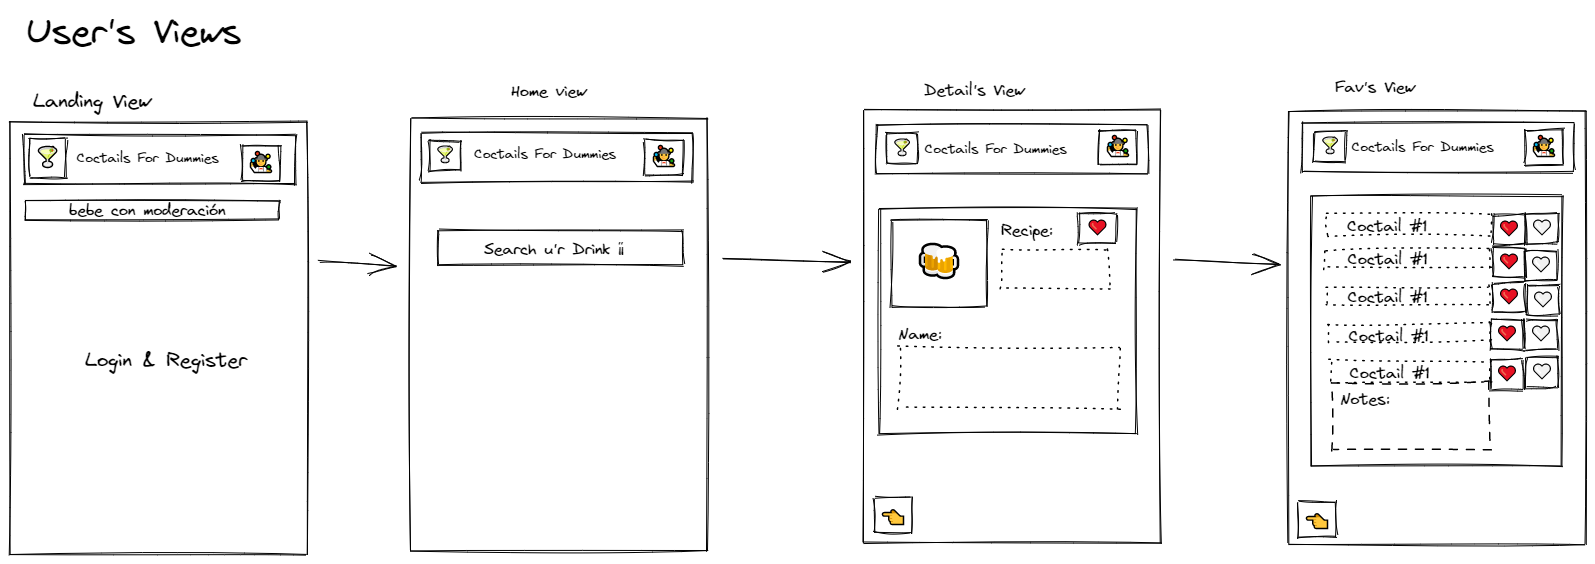 User's Views
Landing View
Coctails For Dummies
bebe con moderación
Login & Register
Home view
Coctails For Dummies
Search u'r Drink ¡¡
Detail's View
Coctails For Dummies
Recipe:
Name:
Fav's View
Coctails For Dummies
Coctail #1
Coctail #1
Coctail #1
Coctail #1
Coctail #1
Notes: